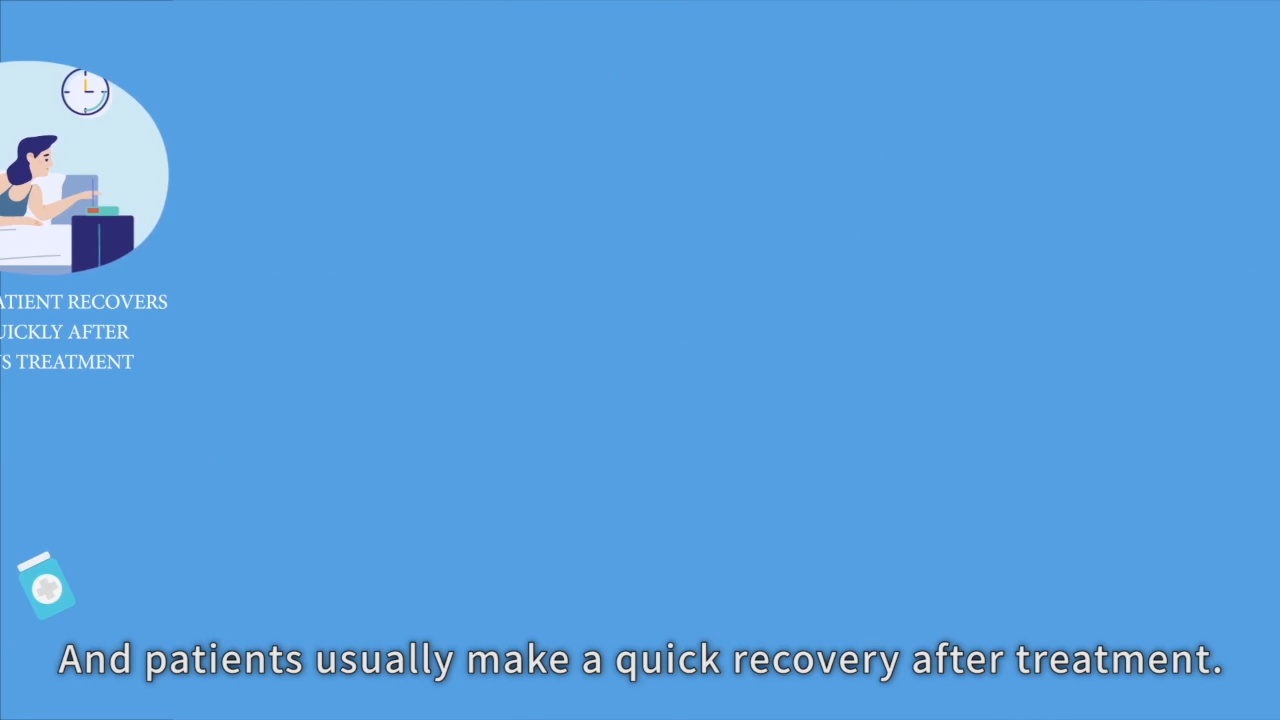 ATIENT RECOVERS
UICKLY AFTER
S TREATMENT
And patients usually make a quick recovery after treatment.